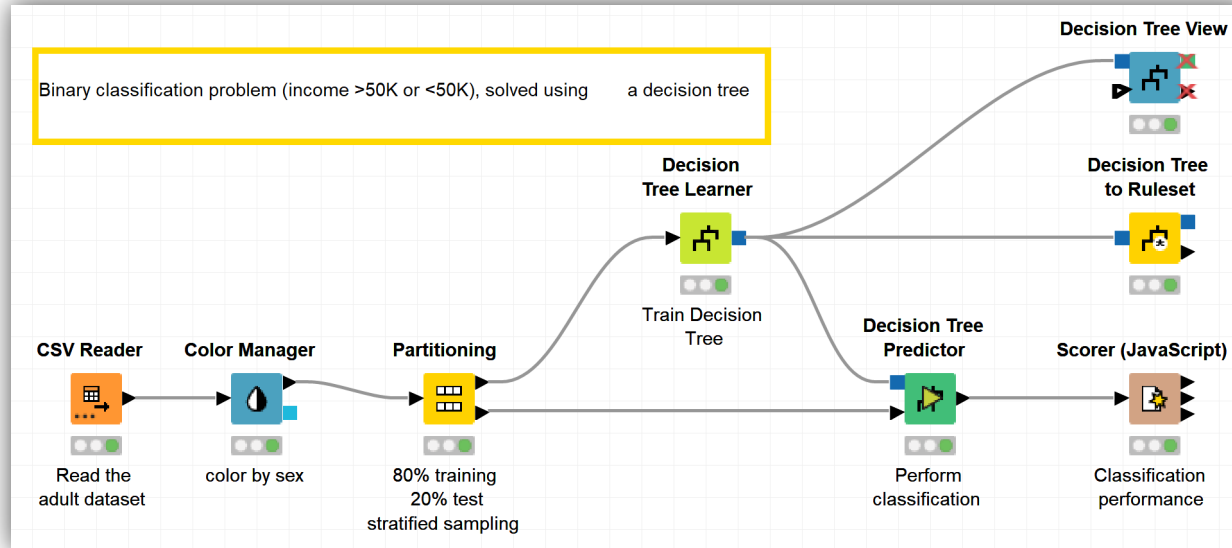 Decision Tree View
Binary classification problem (income >50K or <50K), solved using a decision tree
Decision
Tree Learner
Decision Tree
to Ruleset
Train Decision
Tree
CSV Reader
Color Manager
Partitioning
Decision Tree
Predictor
Scorer (JavaScript)
Read the
adult dataset
color by sex
80% training
20% test
stratified sampling
Perform
classification
Classification
performance